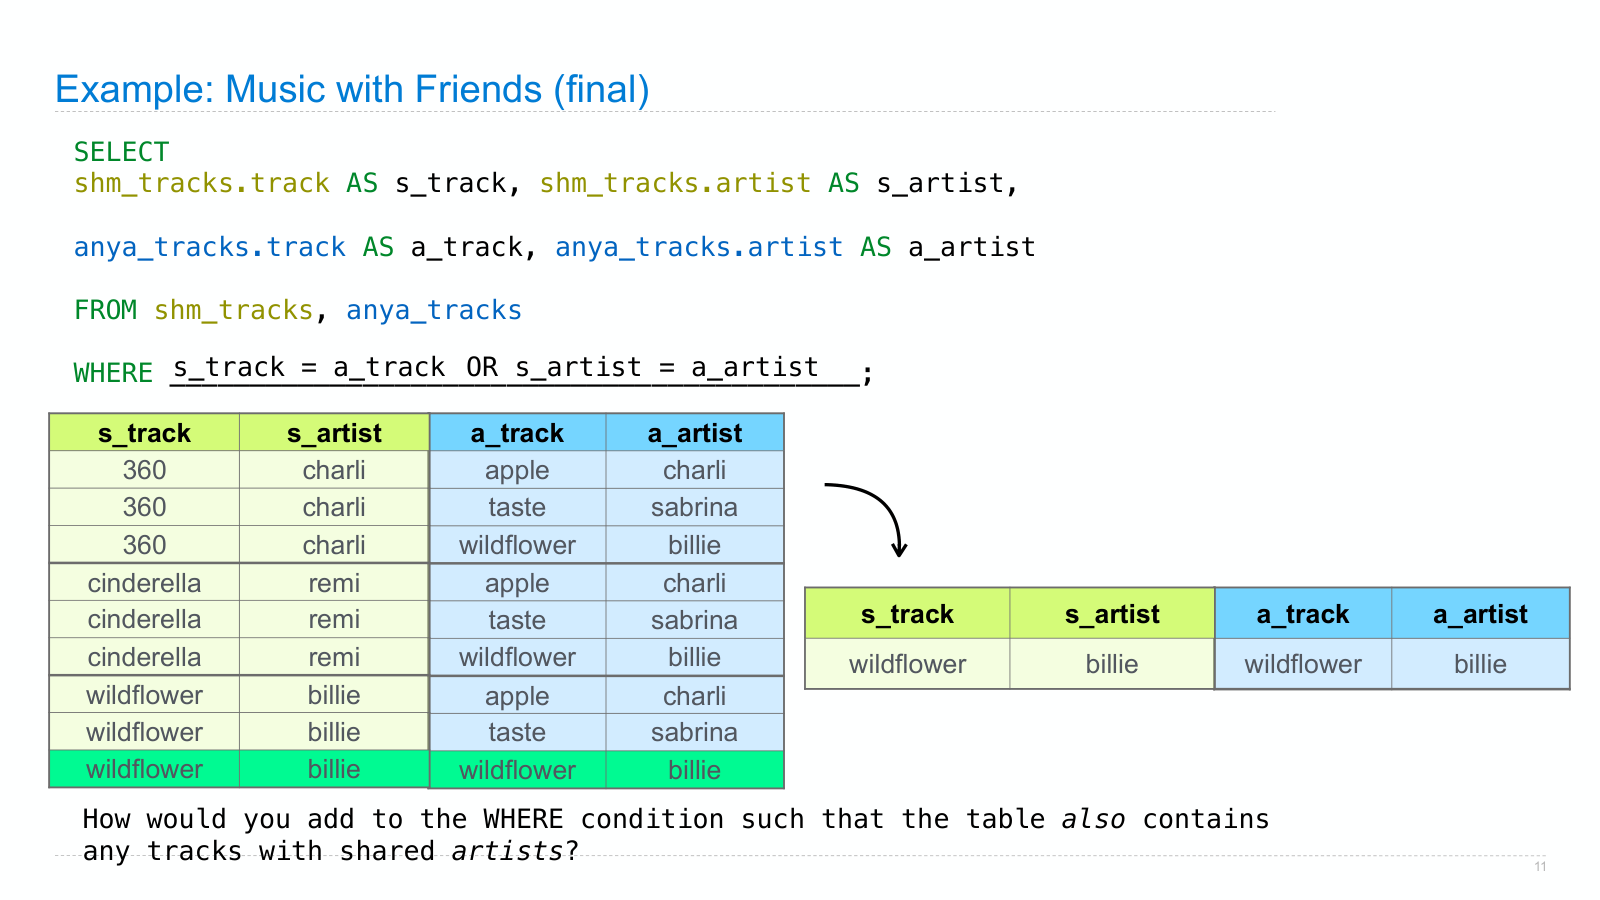 Example: Music with Friends (final)
SELECT
shm_tracks.track AS s_track, shm_tracks.artist AS s_artist,
anya_tracks.track AS a_track, anya_tracks.artist AS a_artist
FROM shm_tracks, anya_tracks
WHERE s_track = a_track OR s_artist = a_artist;
s_track s_artist a_track a_artist
360 charli apple charli
360 charli taste sabrina
360 charli wildflower billie
cinderella remi apple charli
cinderella remi taste sabrina
cinderella remi wildflower billie
wildflower billie apple charli
wildflower billie taste sabrina
wildflower billie wildflower billie
s_track s_artist a_track a_artist
wildflower billie wildflower billie
How would you add to the WHERE condition such that the table also contains
any tracks with shared artists?
11